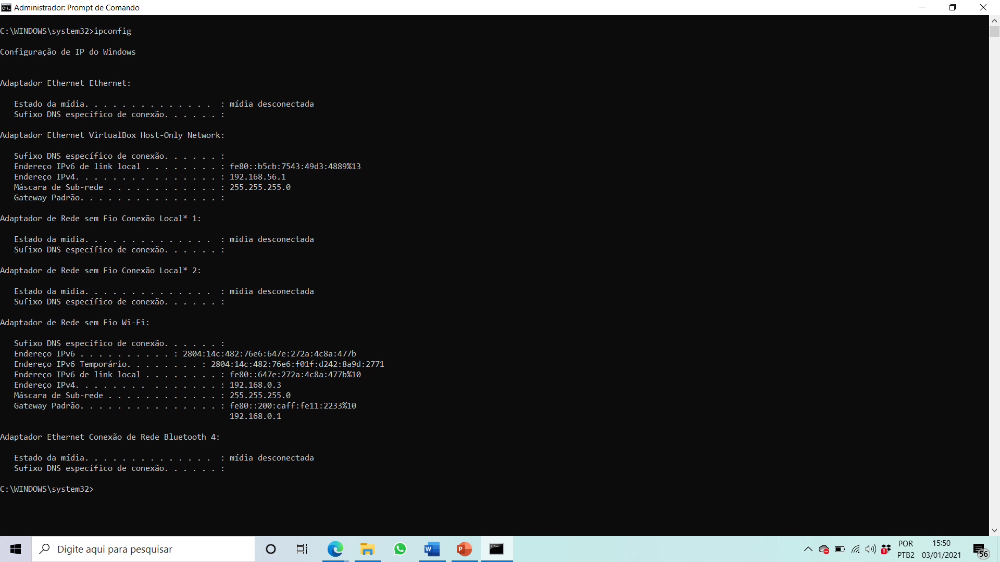 Administrador: Prompt de Comando
C:\WINDOWS\system32>ipconfig
Configuração de IP do Windows
Adaptador Ethernet Ethernet:
   Estado da mídia. . . . . . . . . . . . . .  : mídia desconectada
   Sufixo DNS específico de conexão. . . . . . :
Adaptador Ethernet VirtualBox Host-Only Network:
   Sufixo DNS específico de conexão. . . . . . :
   Endereço IPv6 de link local . . . . . . . . : fe80::b5cb:7543:49d3:4889%13
   Endereço IPv4. . . . . . . .  . . . . . . . : 192.168.56.1
   Máscara de Sub-rede . . . . . . . . . . . . : 255.255.255.0
   Gateway Padrão. . . . . . . . . . . . . . . :
Adaptador de Rede sem Fio Conexão Local* 1:
   Estado da mídia. . . . . . . . . . . . . .  : mídia desconectada
   Sufixo DNS específico de conexão. . . . . . :
Adaptador de Rede sem Fio Conexão Local* 2:
   Estado da mídia. . . . . . . . . . . . . .  : mídia desconectada
   Sufixo DNS específico de conexão. . . . . . :
Adaptador de Rede sem Fio Wi-Fi:
   Sufixo DNS específico de conexão. . . . . . :
   Endereço IPv6 . . . . . . . . . . : 2804:14c:482:76e6:647e:272a:4c8a:477b
   Endereço IPv6 Temporário. . . . . . . . : 2804:14c:482:76e6:f01f:d242:8a9d:2771
   Endereço IPv6 de link local . . . . . . . . : fe80::647e:272a:4c8a:477b%10
   Endereço IPv4. . . . . . . .  . . . . . . . : 192.168.0.3
   Máscara de Sub-rede . . . . . . . . . . . . : 255.255.255.0
   Gateway Padrão. . . . . . . . . . . . . . . : fe80::200:caff:fe11:2233%10
                                                 192.168.0.1
Adaptador Ethernet Conexão de Rede Bluetooth 4:
   Estado da mídia. . . . . . . . . . . . . .  : mídia desconectada
   Sufixo DNS específico de conexão. . . . . . :
C:\WINDOWS\system32>
Digite aqui para pesquisar
POR 15:50
PTB2 03/01/2021
1
56